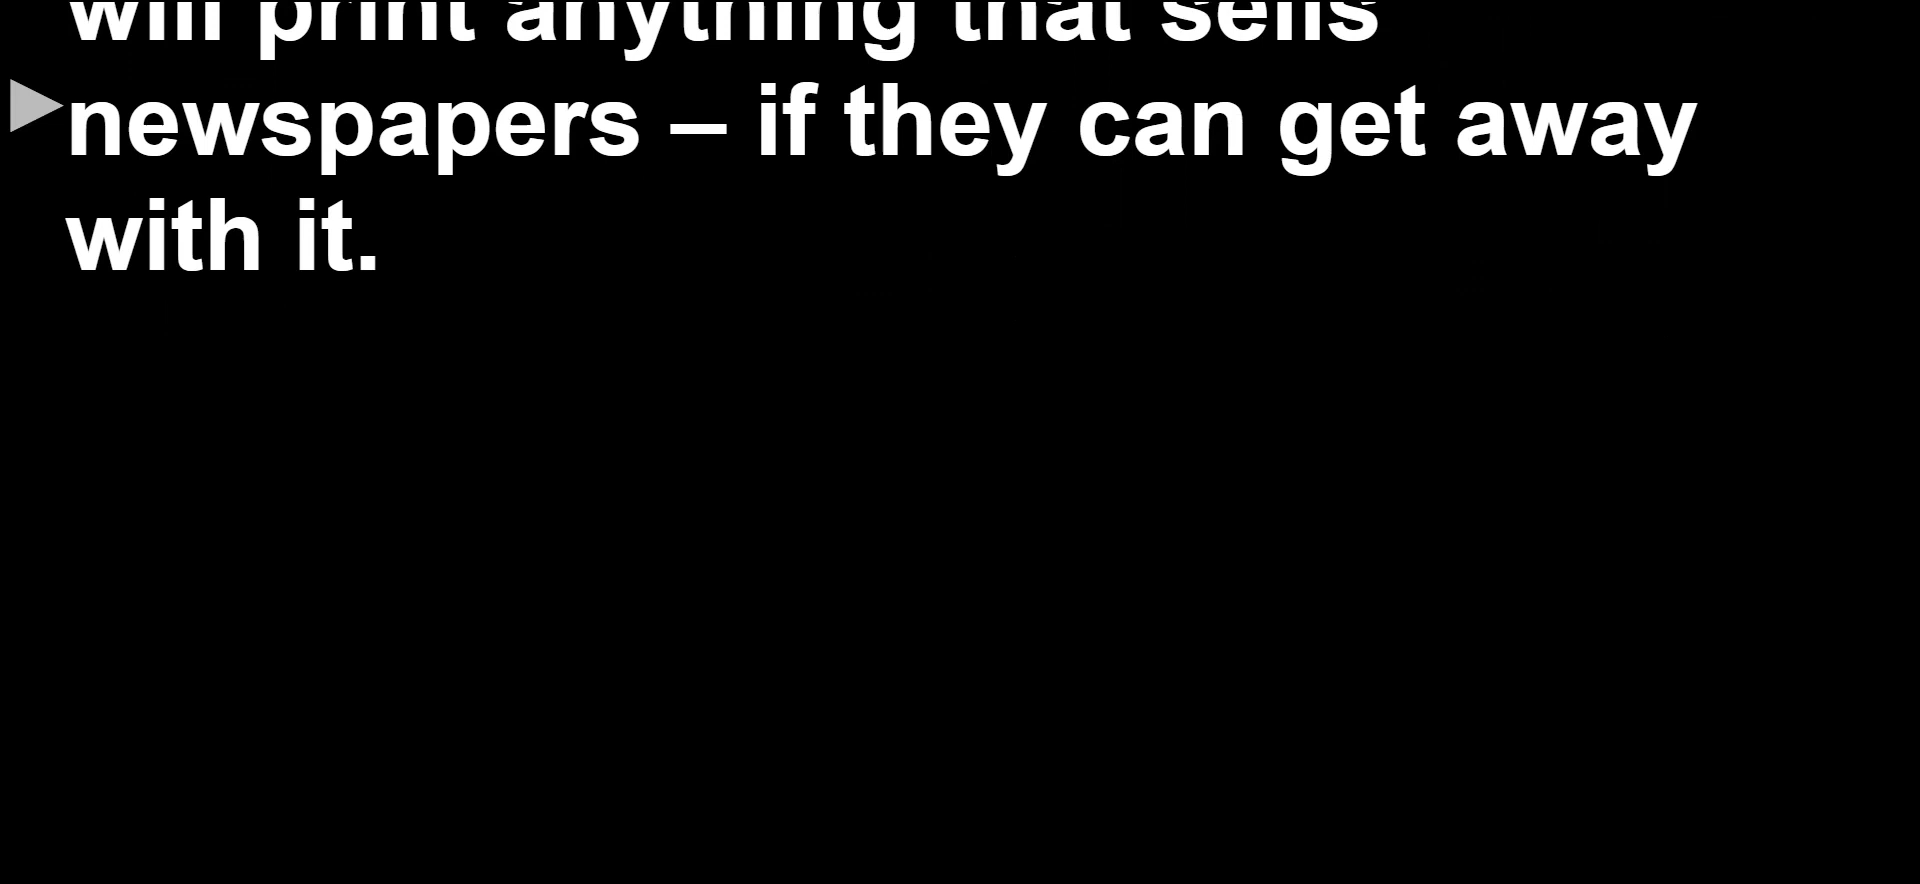 will print anything that sells
newspapers – if they can get away
with it.